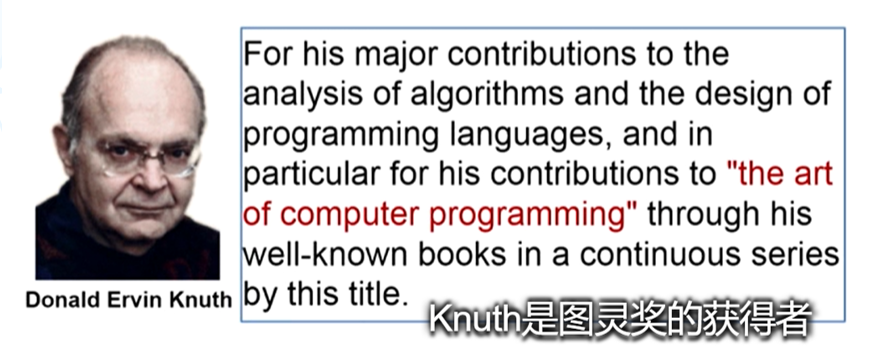 For his major contributions to the
analysis of algorithms and the design of
programming languages, and in
particular for his contributions to "the art
of computer programming" through his
well-known books in a continuous series
by this title.
Donald Ervin Knuth
Knuth是图灵奖的获得者